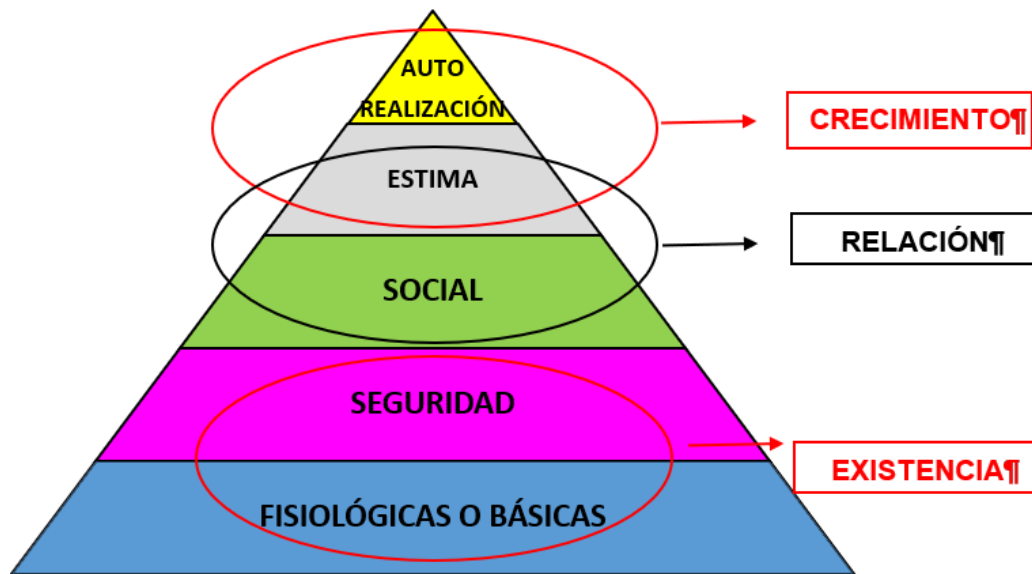 AUTO
REALIZACIÓN
CRECIMIENTO¶
ESTIMA
RELACIÓN¶
SOCIAL
SEGURIDAD
EXISTENCIA¶
FISIOLÓGICAS O BÁSICAS